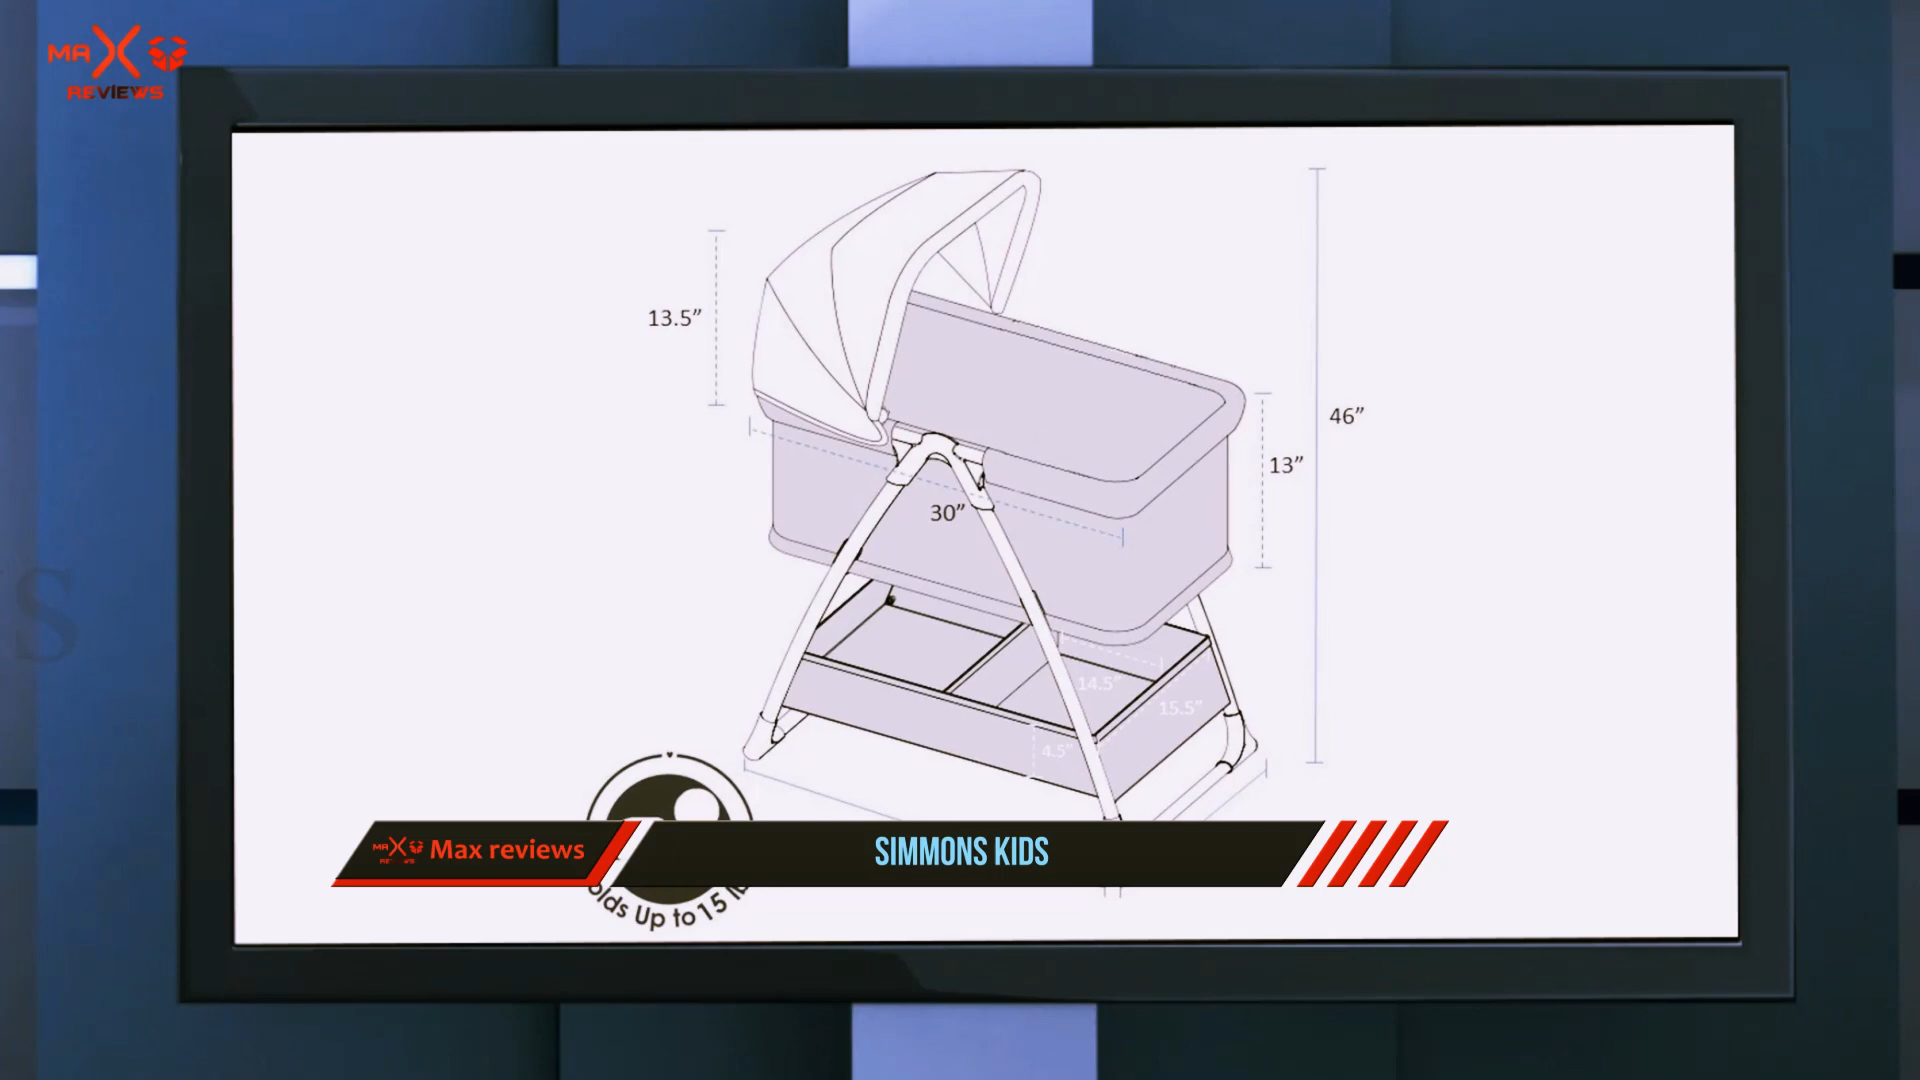 MAX
REVIEWS
13.5”
46”
13”
30”
14.5”
15.5”
4.5”
Max reviews
SIMMONS KIDS
olds Up to 15